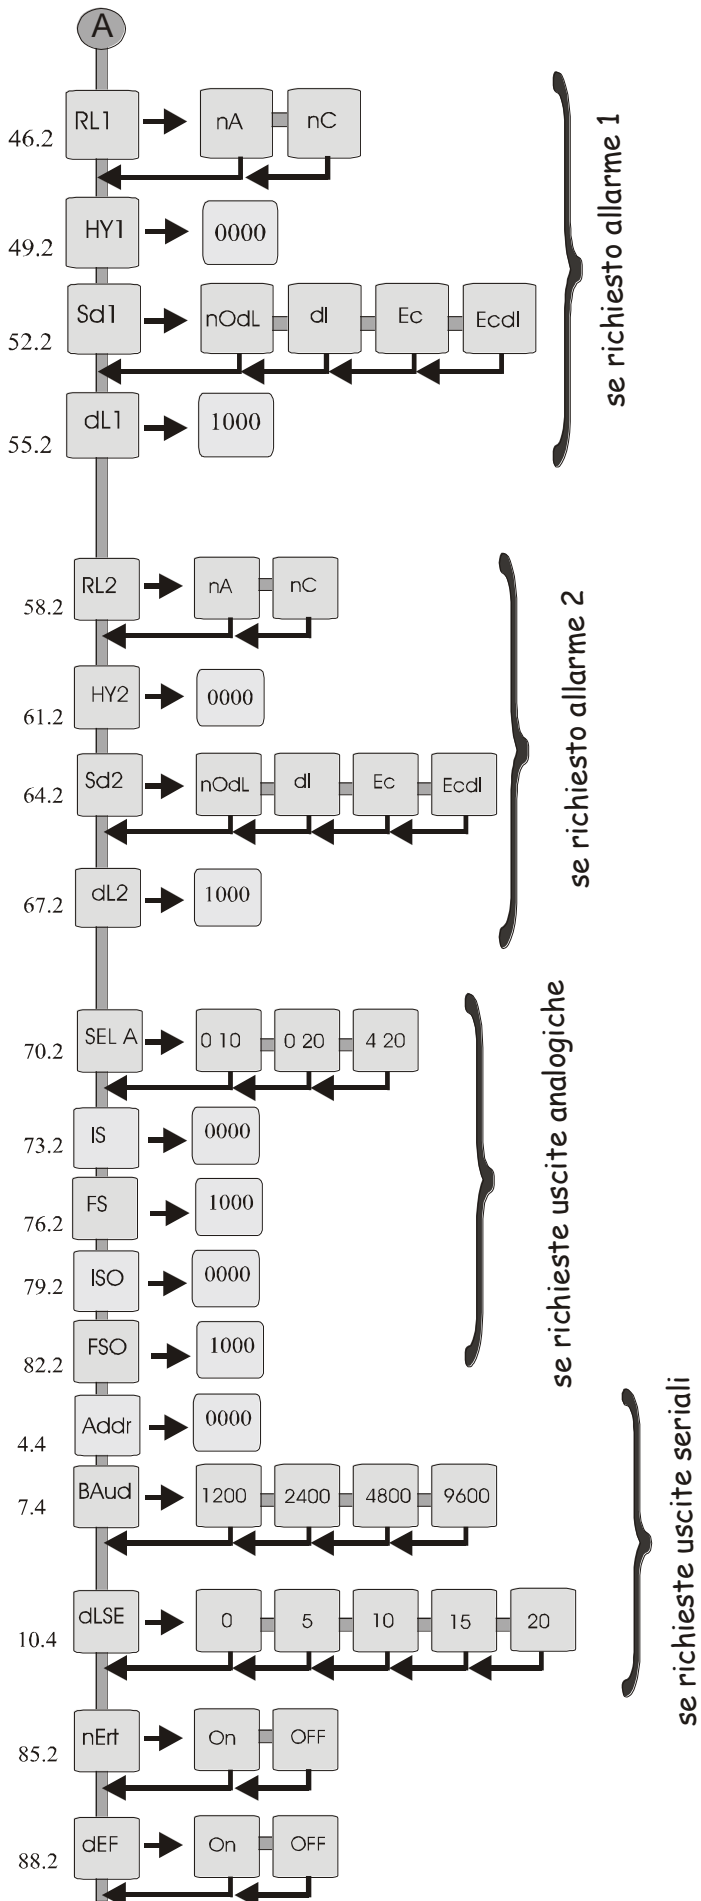 A
RL1 nA nC
46.2
HY1 0000
49.2
Sd1 nOdL dI Ec EcdI
52.2
dL1 1000
55.2
se richiesto allarme 1
RL2 nA nC
58.2
HY2 0000
61.2
Sd2 nOdL dI Ec EcdI
64.2
dL2 1000
67.2
se richiesto allarme 2
SEL A 0 10 0 20 4 20
70.2
IS 0000
73.2
FS 1000
76.2
ISO 0000
79.2
FSO 1000
82.2
se richieste uscite analogiche
Addr 0000
4.4
BAud 1200 2400 4800 9600
7.4
dLSE 0 5 10 15 20
10.4
se richieste uscite seriali
nErt On OFF
85.2
dEF On OFF
88.2